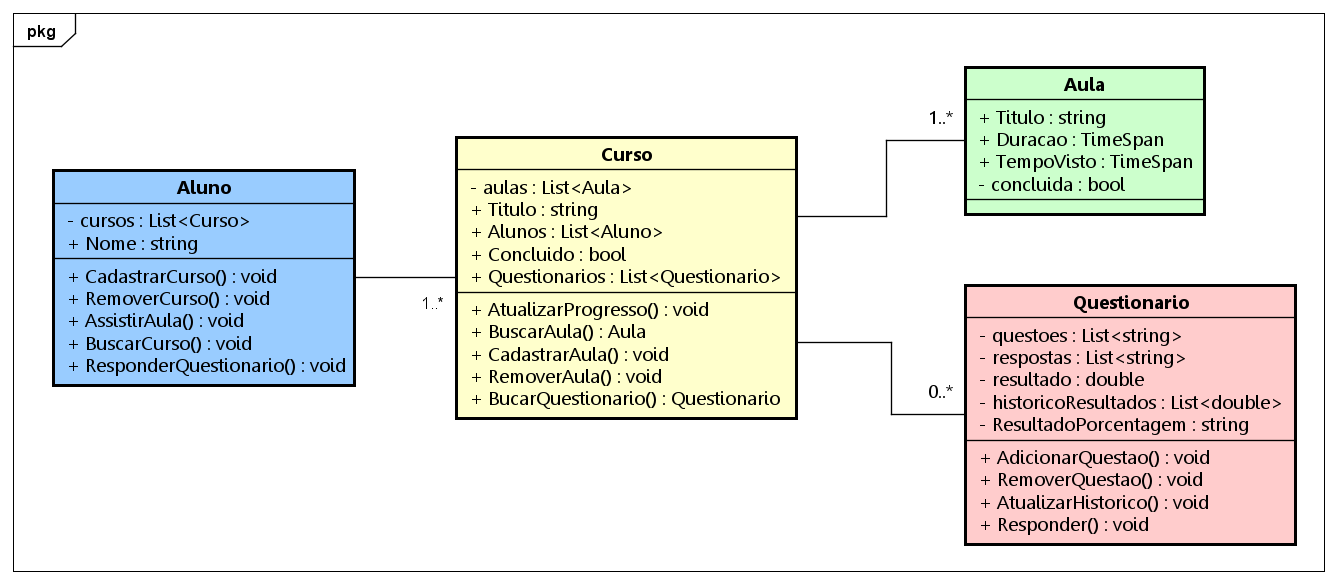 pkg
Aluno
- cursos : List<Curso>
+ Nome : string
+ CadastrarCurso() : void
+ RemoverCurso() : void
+ AssistirAula() : void
+ BuscarCurso() : void
+ ResponderQuestionario() : void
1..*
Curso
- aulas : List<Aula>
+ Titulo : string
+ Alunos : List<Aluno>
+ Concluido : bool
+ Questionarios : List<Questionario>
+ AtualizarProgresso() : void
+ BuscarAula() : Aula
+ CadastrarAula() : void
+ RemoverAula() : void
+ BucarQuestionario() : Questionario
1..*
Aula
+ Titulo : string
+ Duracao : TimeSpan
+ TempoVisto : TimeSpan
- concluida : bool
0..*
Questionario
- questoes : List<string>
- respostas : List<string>
- resultado : double
- historicoResultados : List<double>
- ResultadoPorcentagem : string
+ AdicionarQuestao() : void
+ RemoverQuestao() : void
+ AtualizarHistorico() : void
+ Responder() : void